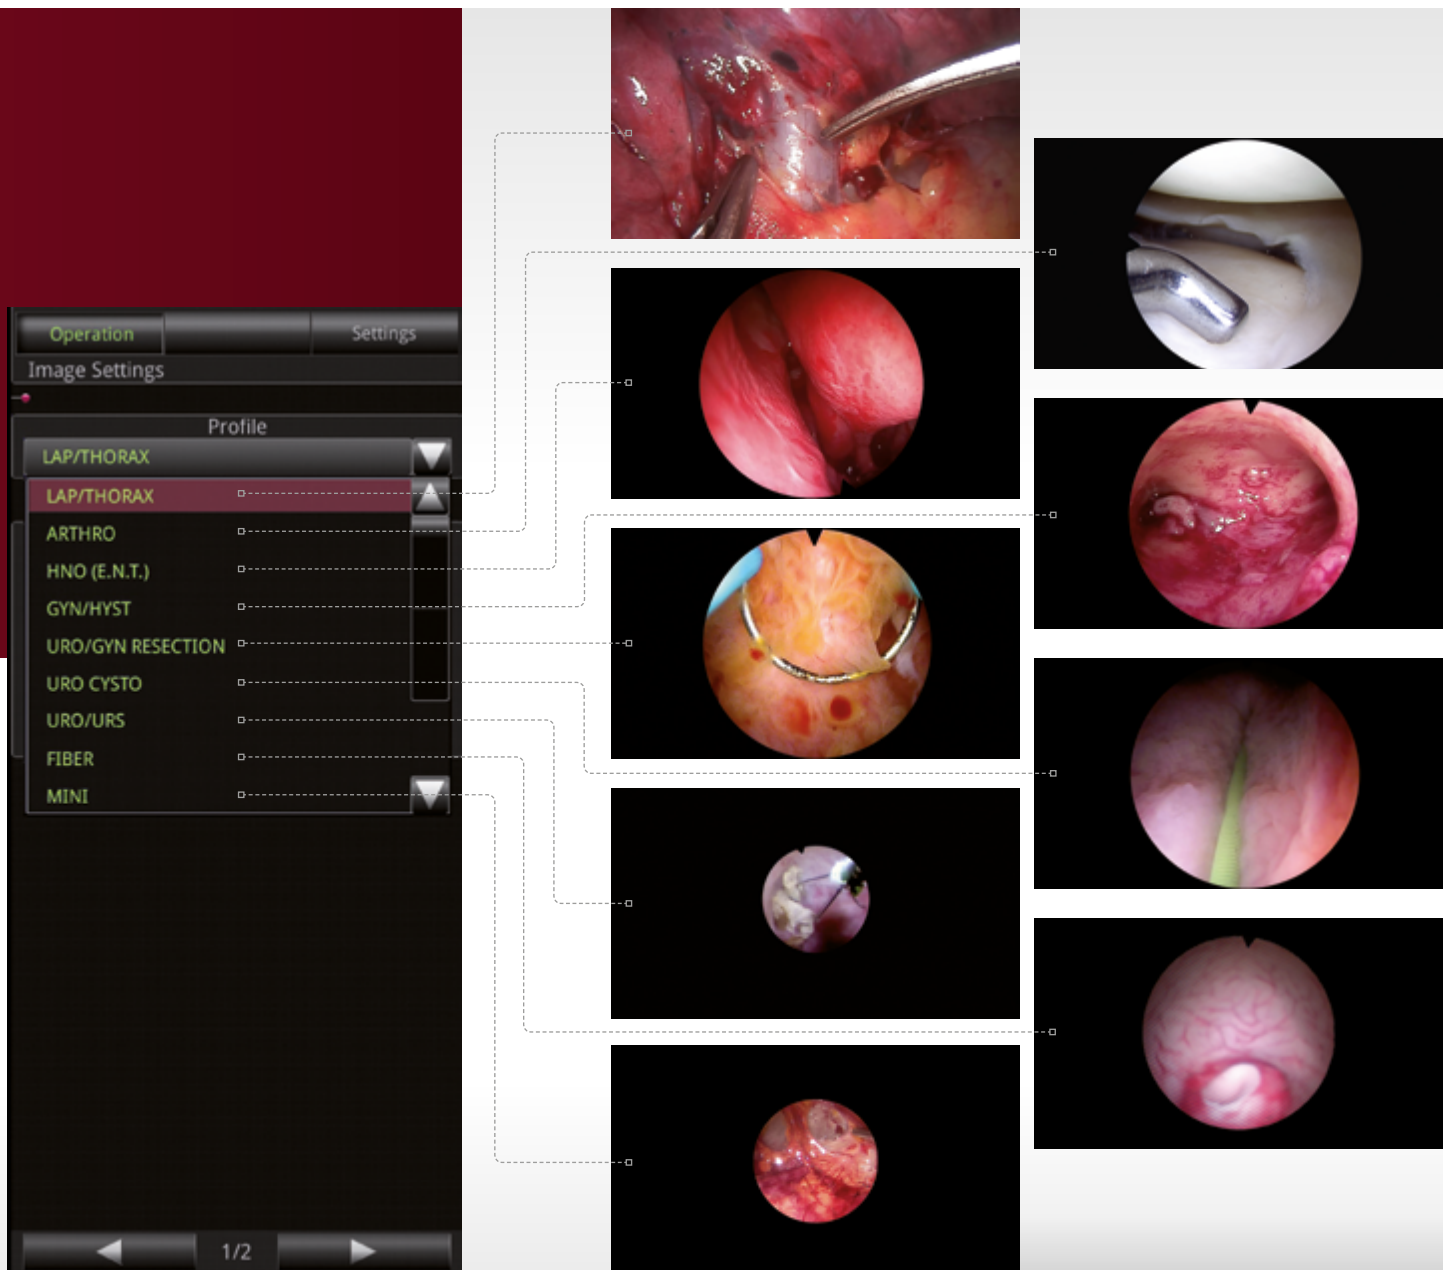 Operation
Settings
Image Settings
Profile
LAP/THORAX
LAP/THORAX
ARTHRO
HNO (E.N.T.)
GYN/HYST
URO/GYN RESECTION
URO CYSTO
URO/URS
FIBER
MINI
1/2